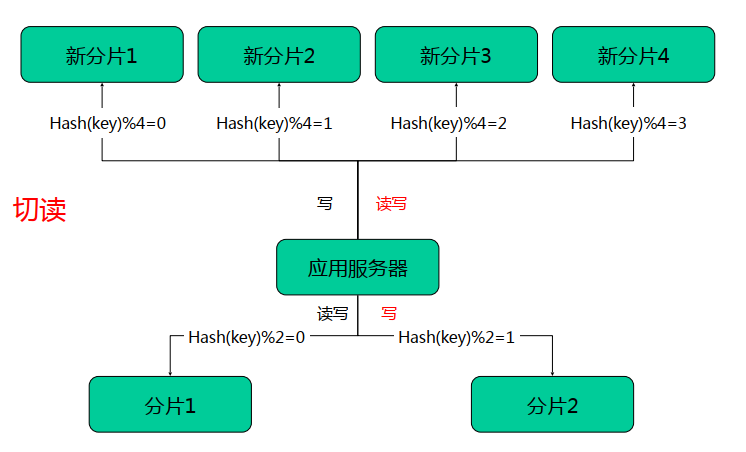 新分片1
新分片2
新分片3
新分片4
Hash(key)%4=0
Hash(key)%4=1
Hash(key)%4=2
Hash(key)%4=3
切读
写
读写
应用服务器
读写
写
Hash(key)%2=0
Hash(key)%2=1
分片1
分片2